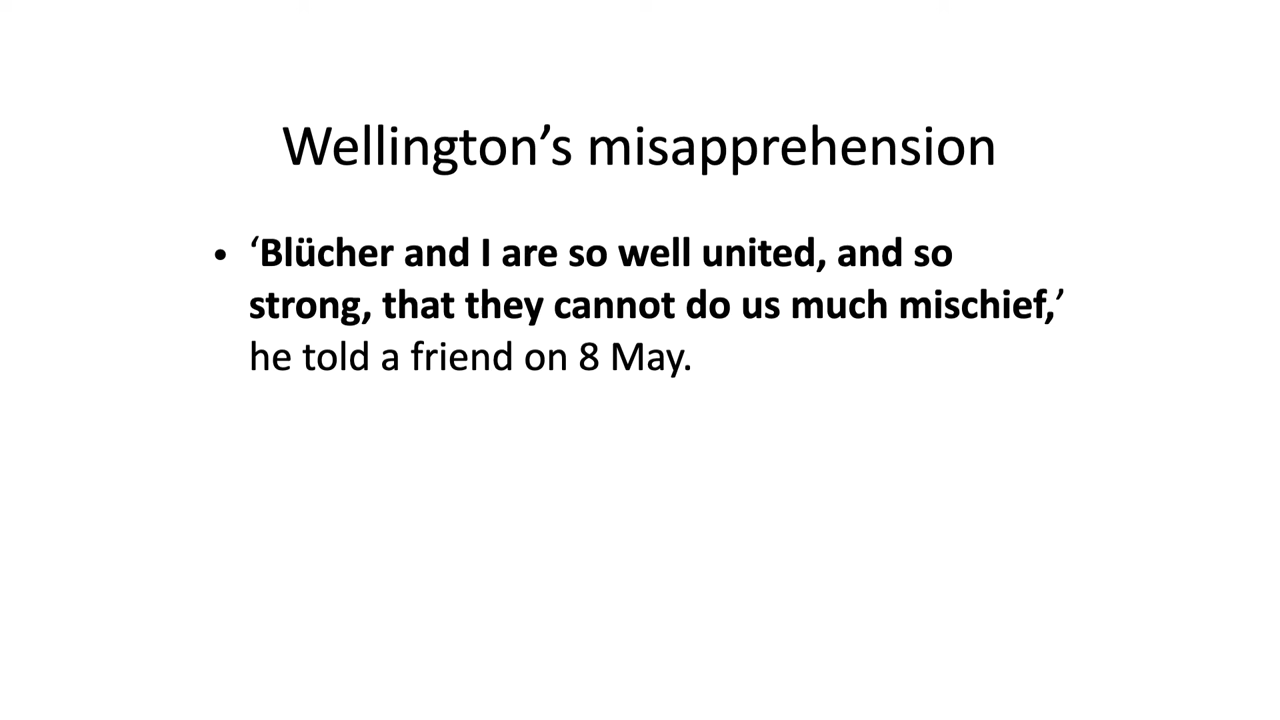 Wellington’s misapprehension
• ‘Blücher and I are so well united, and so
strong, that they cannot do us much mischief,’
he told a friend on 8 May.